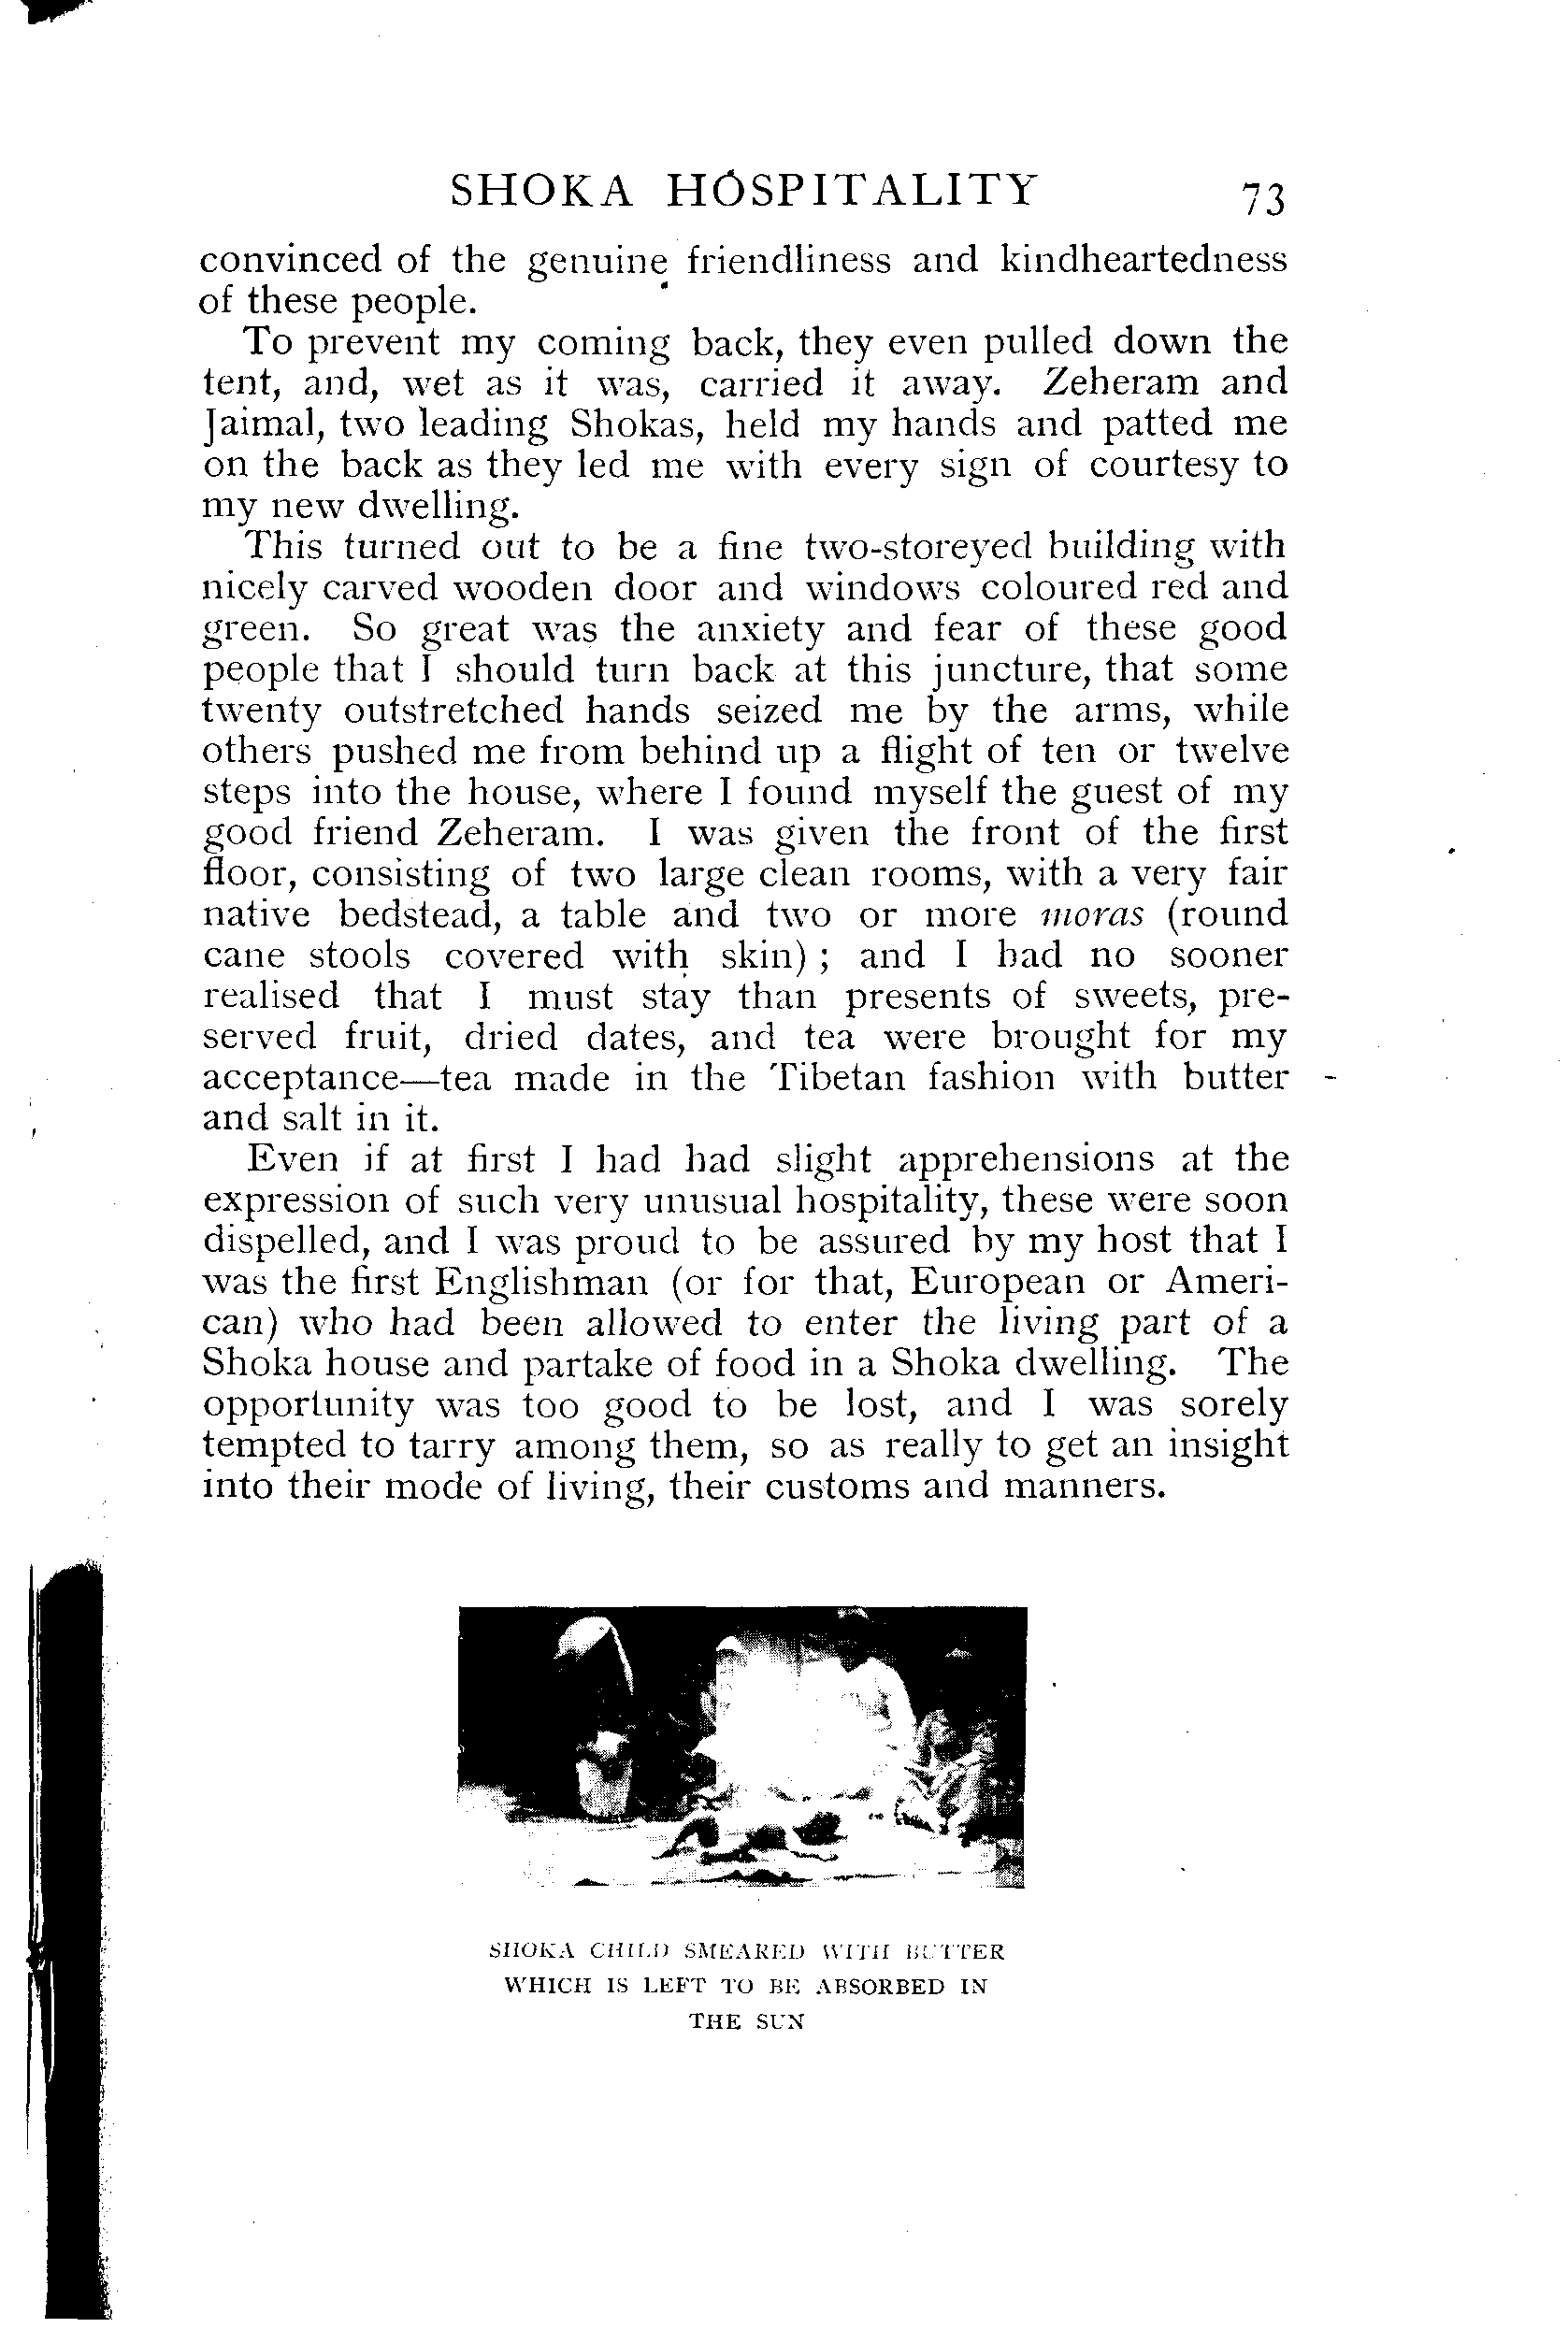 SHOKA HOSPITALITY 73
convinced of the genuine friendliness and kindheartedness
of these people.
To prevent my coming back, they even pulled down the
tent, and, wet as it was, carried it away. Zeheram and
Jaimal, two leading Shokas, held my hands and patted me
on the back as they led me with every sign of courtesy to
my new dwelling.
This turned out to be a fine two-storeyed building with
nicely carved wooden door and windows coloured red and
green. So great was the anxiety and fear of these good
people that I should turn back at this juncture, that some
twenty outstretched hands seized me by the arms, while
others pushed me from behind up a flight of ten or twelve
steps into the house, where I found myself the guest of my
good friend Zeheram. I was given the front of the first
floor, consisting of two large clean rooms, with a very fair
native bedstead, a table and two or more moras (round
cane stools covered with skin) ; and I had no sooner
realised that I must stay than presents of sweets, pre-
served fruit, dried dates, and tea were brought for my
acceptance—tea made in the Tibetan fashion with butter
and salt in it.
Even if at first I had had slight apprehensions at the
expression of such very unusual hospitality, these were soon
dispelled, and I was proud to be assured by my host that I
was the first Englishman (or for that, European or Ameri-
can) who had been allowed to enter the living part of a
Shoka house and partake of food in a Shoka dwelling. The
opportunity was too good to be lost, and I was sorely
tempted to tarry among them, so as really to get an insight
into their mode of living, their customs and manners.
SHOKA CHILD SMEARED WITH BUTTER
WHICH IS LEFT TO BE ABSORBED IN
THE SUN